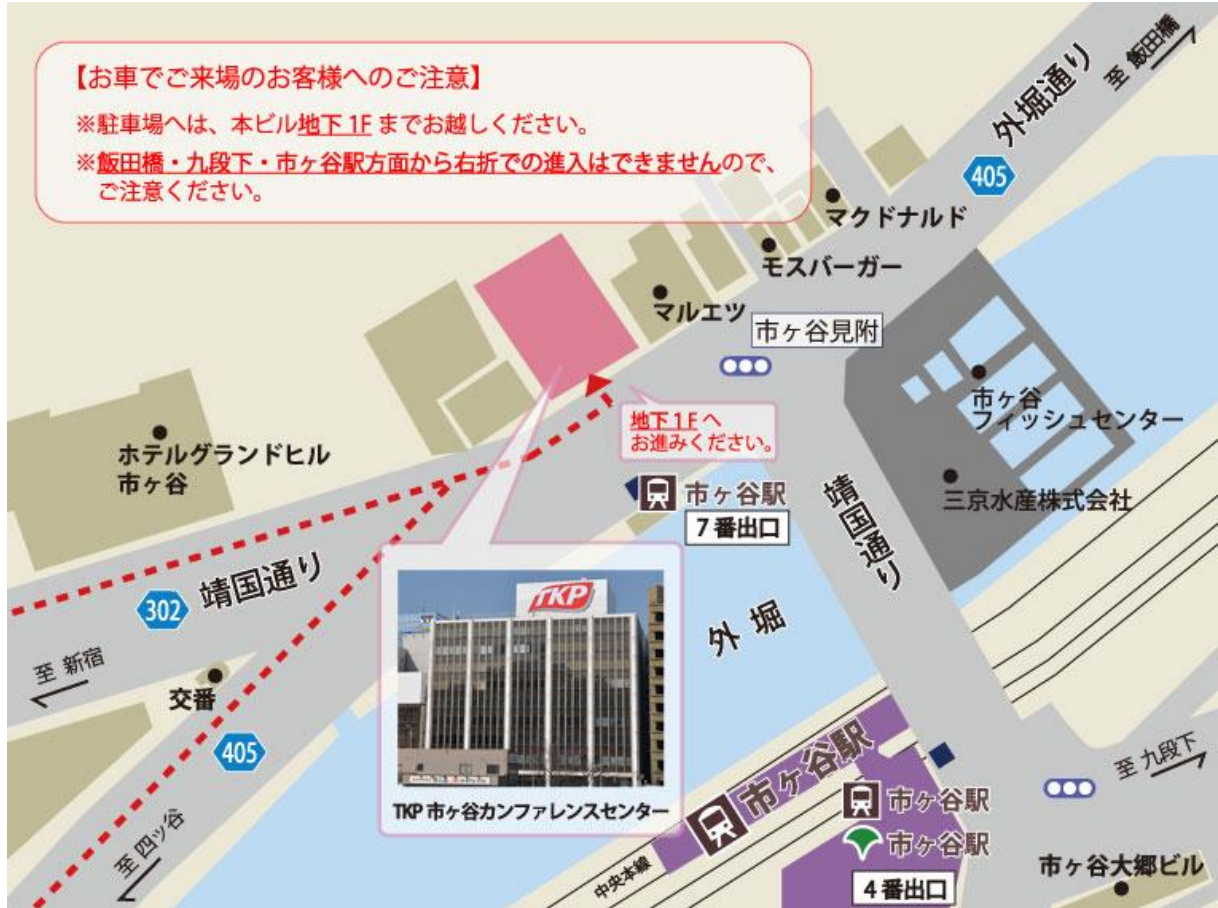 【お車でご来場のお客様へのご注意】
※駐車場へは、本ビル地下1Fまでお越しください。
※飯田橋・九段下・市ヶ谷駅方面から右折での進入はできませんので、
ご注意ください。
至 飯田橋
外堀通り
405
マクドナルド
モスバーガー
マルエツ
市ヶ谷見附
市ヶ谷
フィッシュセンター
三京水産株式会社
地下1Fへ
お進みください。
ホテルグランドヒル
市ヶ谷
市ヶ谷駅
7番出口
靖国通り
302
靖国通り
外堀
至 新宿
交番
405
至 四ッ谷
TKP
TKP 市ヶ谷カンファレンスセンター
市ヶ谷駅
中央本線
市ヶ谷駅
市ヶ谷駅
4番出口
至 九段下
市ヶ谷大郷ビル